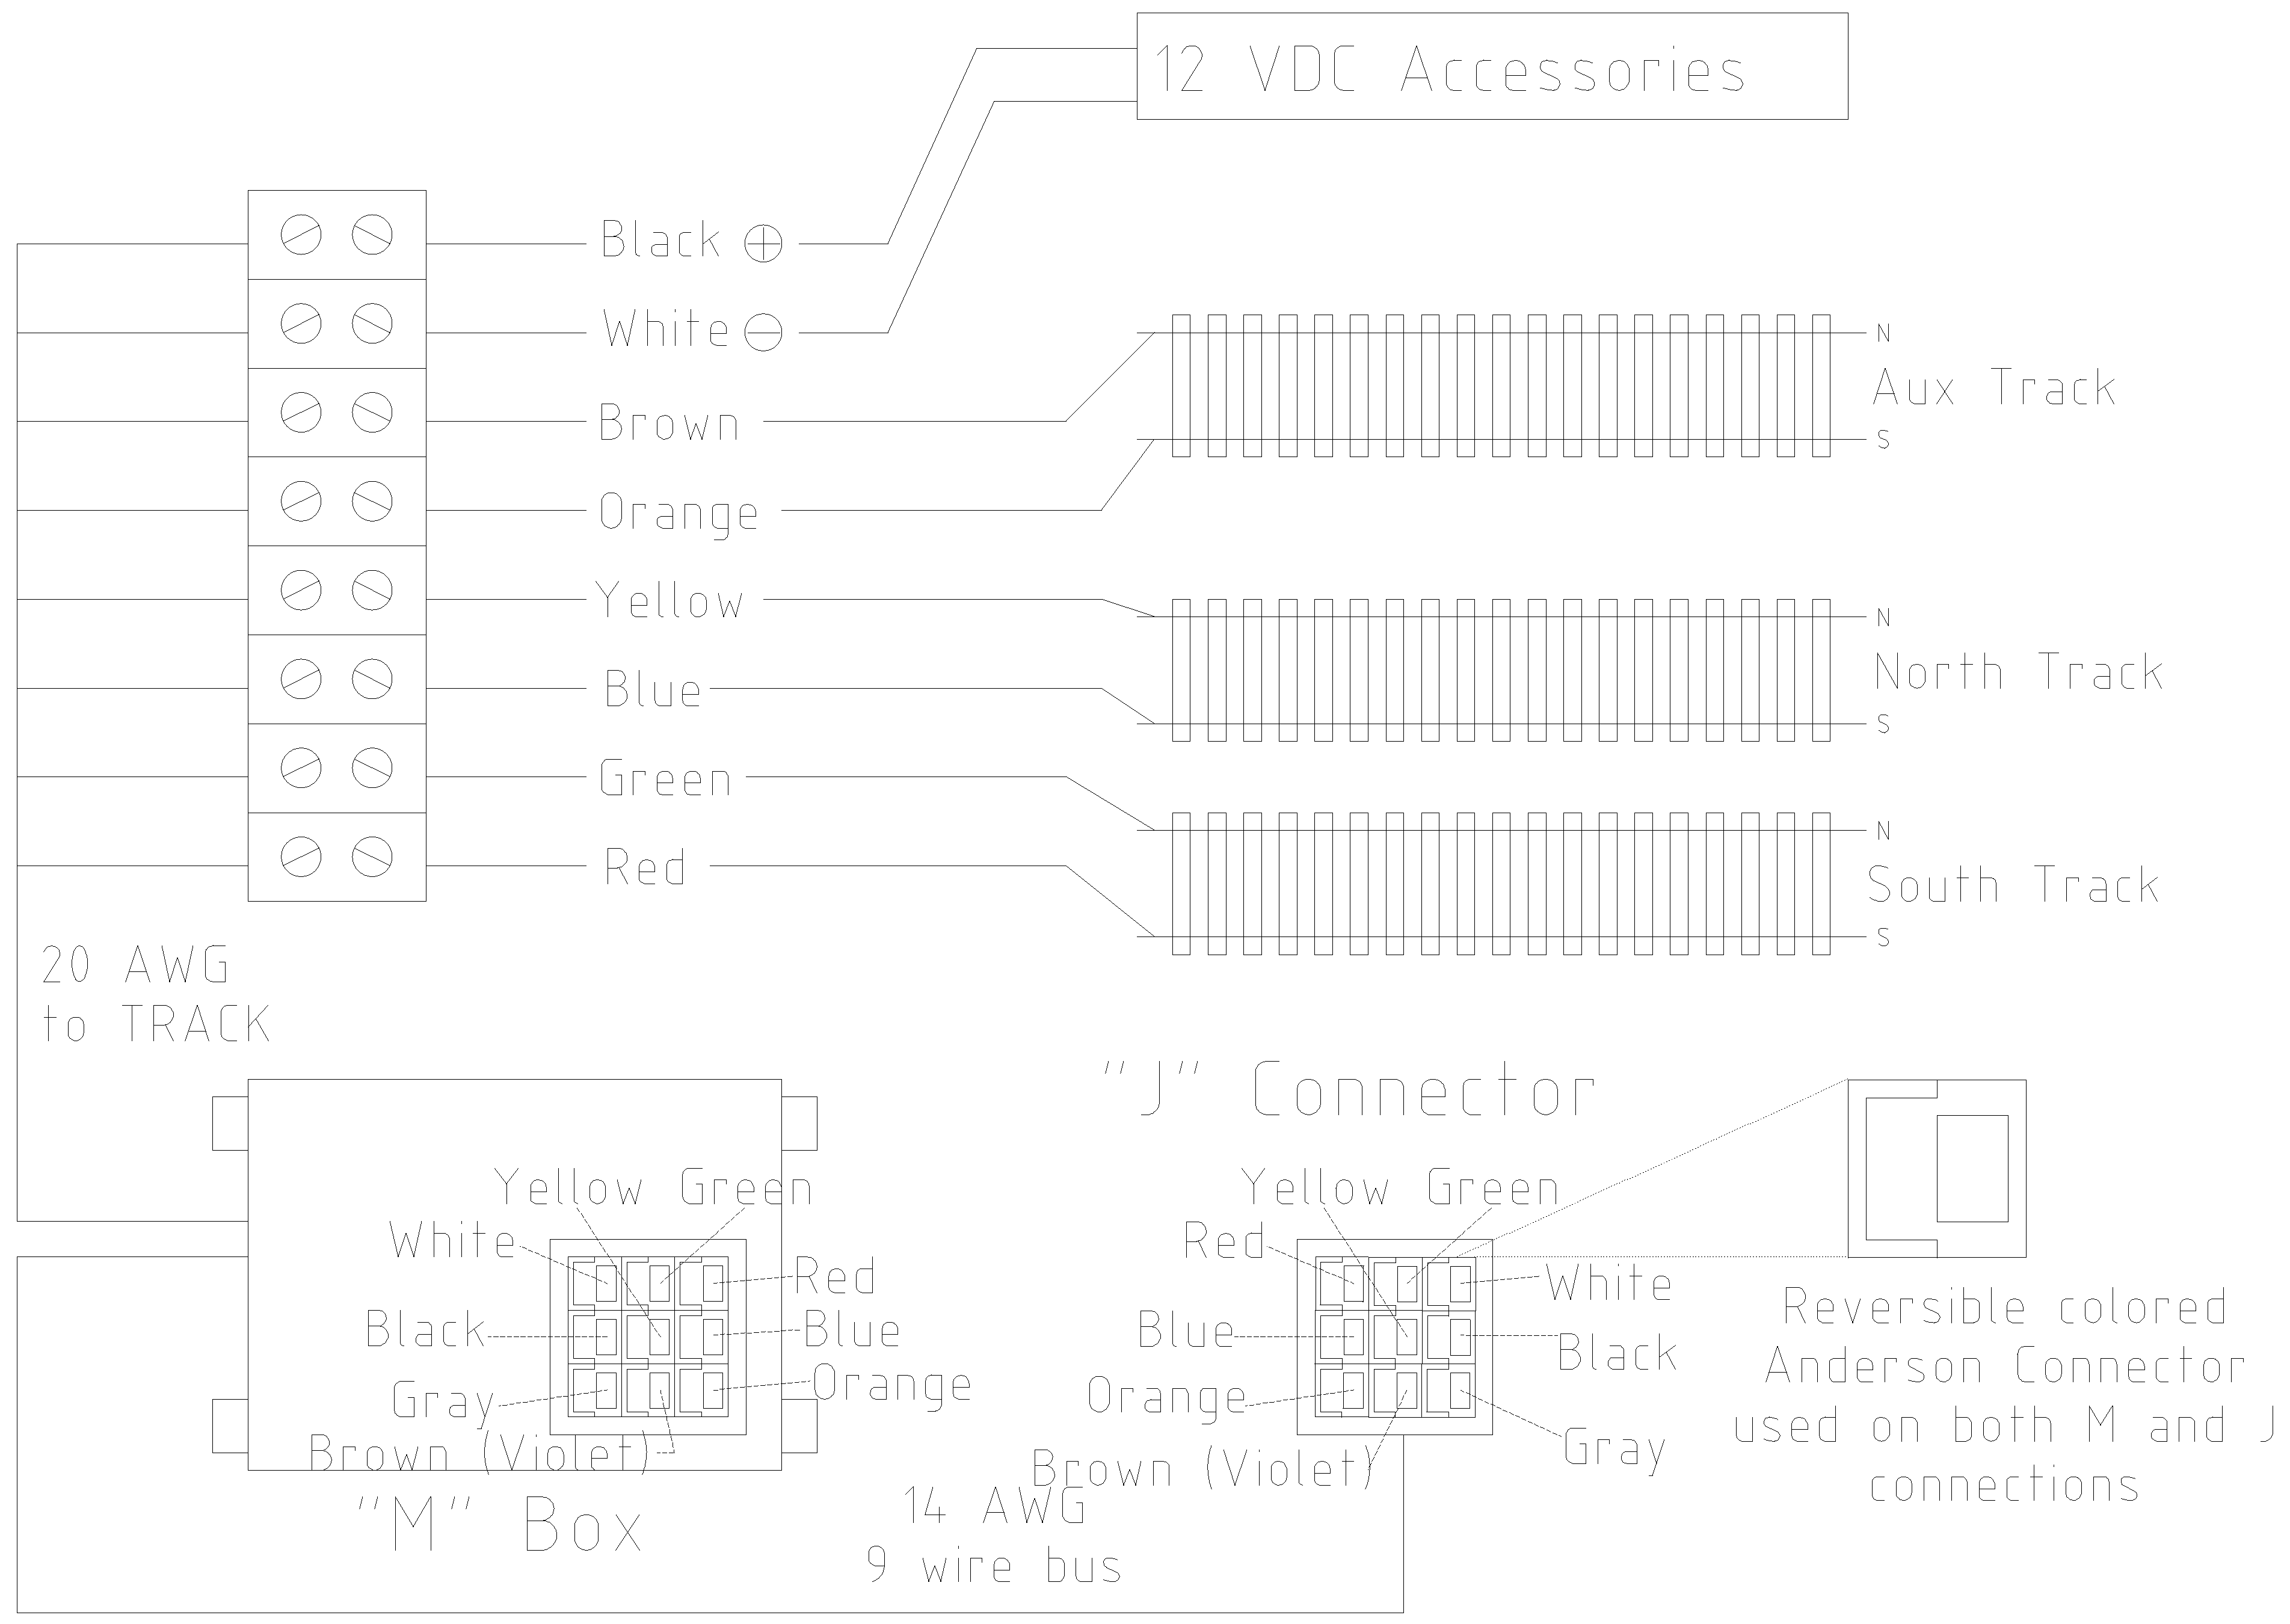 12 VDC Accessories
Black
White
Brown
Orange
Yellow
Blue
Green
Red
N
Aux Track
S
N
North Track
S
N
South Track
S
20 AWG
to TRACK
Yellow Green
White
Red
Black
Blue
Gray
Orange
Brown (Violet)
"M" Box
"J" Connector
Yellow Green
Red
White
Blue
Black
Orange
Gray
Brown (Violet)
14 AWG
9 wire bus
Reversible colored
Anderson Connector
used on both M and J
connections